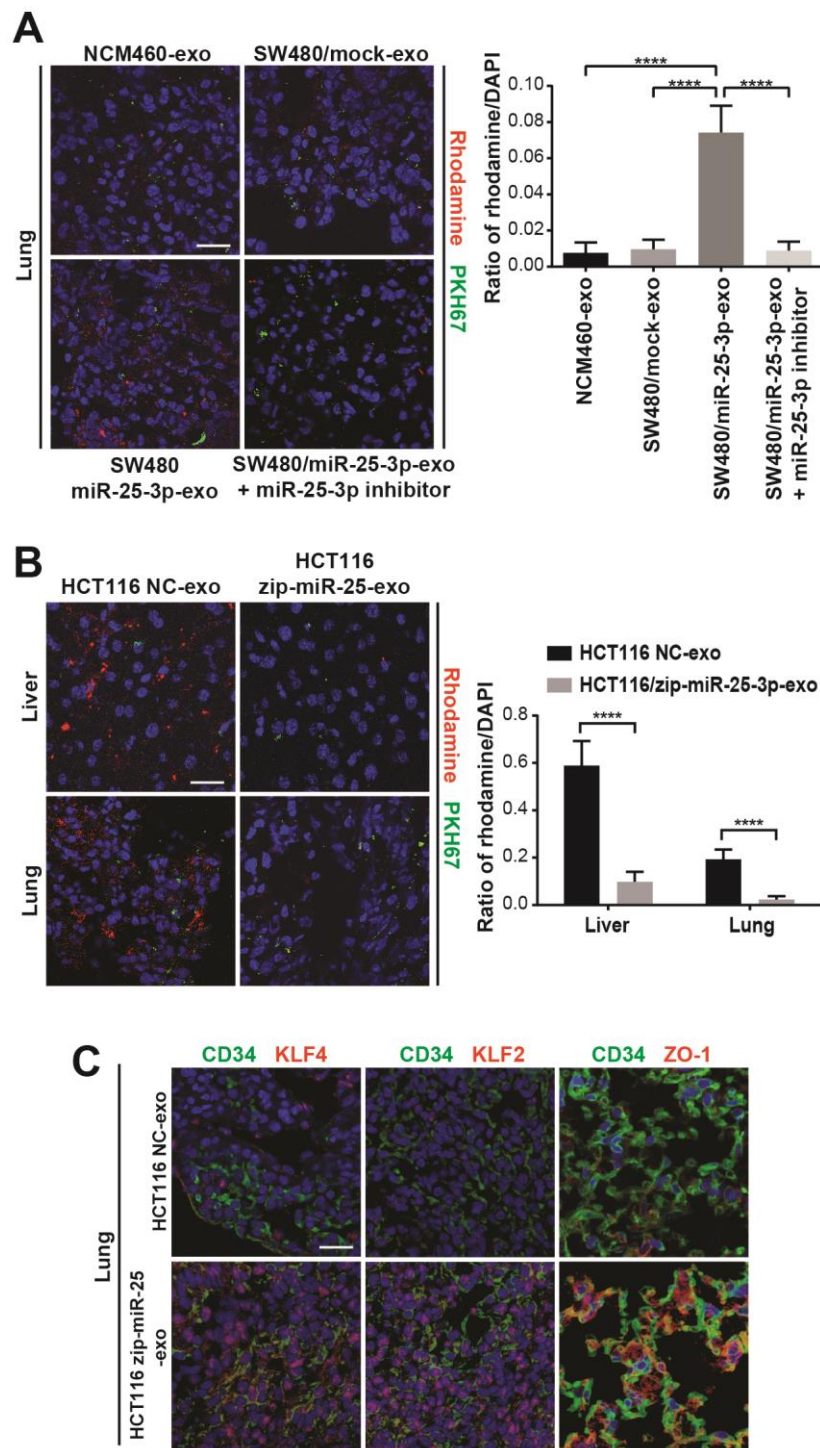 A
NCM460-exo
SW480/mock-exo
Lung
Rhodamine
PKH67
SW480
miR-25-3p-exo
SW480/miR-25-3p-exo
+ miR-25-3p inhibitor
Ratio of rhodamine/DAPI
0.10
0.08
0.06
0.04
0.02
0.00
****
****
****
NCM460-exo
SW480/mock-exo
SW480/miR-25-3p-exo
SW480/miR-25-3p-exo
+ miR-25-3p inhibitor
B
HCT116 NC-exo
HCT116
zip-miR-25-exo
Liver
Lung
Rhodamine
PKH67
HCT116 NC-exo
HCT116/zip-miR-25-3p-exo
Ratio of rhodamine/DAPI
0.8
0.6
0.4
0.2
0.0
****
****
Liver
Lung
C
CD34 KLF4
CD34 KLF2
CD34 ZO-1
Lung
HCT116 NC-exo
HCT116 zip-miR-25
-exo